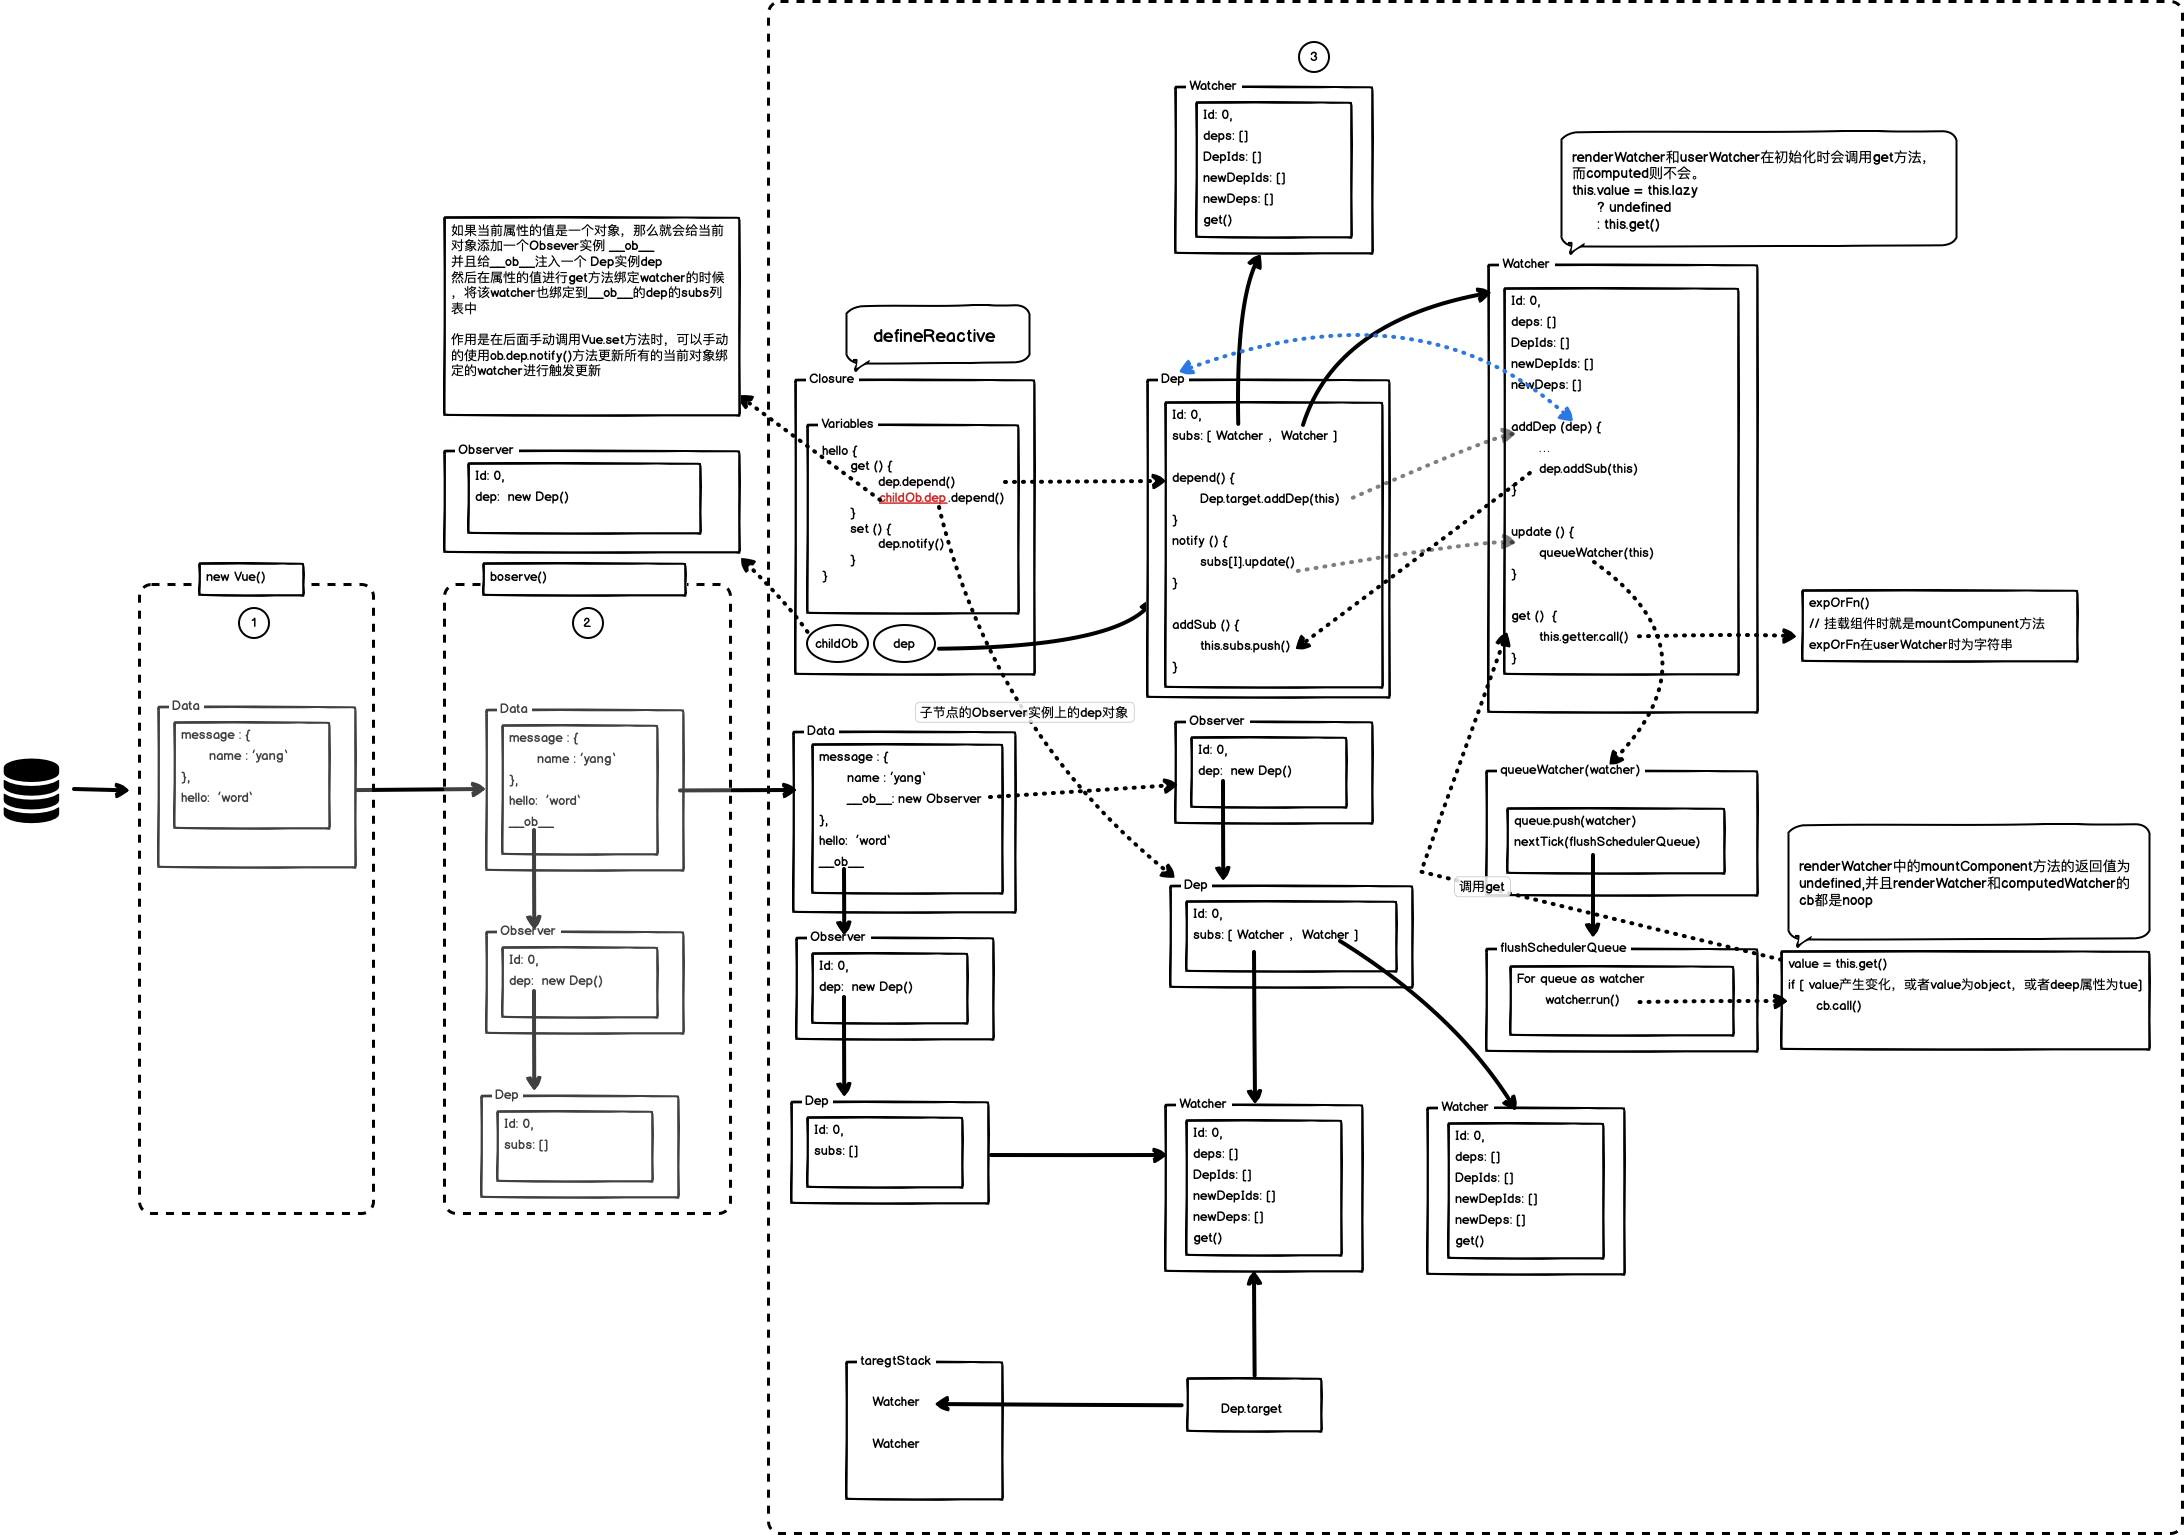 3
Watcher
Id: 0,
deps: []
DepIds: []
newDepIds: []
newDeps: []
get()
renderWatcher和userWatcher在初始化时会调用get方法，
而computed则不会。
this.value = this.lazy
? undefined
: this.get()
如果当前属性的值是一个对象，那么就会给当前
对象添加一个Obsever实例 __ob__
并且给__ob__注入一个 Dep实例dep
然后在属性的值进行get方法绑定watcher的时候
，将该watcher也绑定到__ob__的dep的subs列
表中
作用是在后面手动调用Vue.set方法时，可以手动
的使用ob.dep.notify()方法更新所有的当前对象绑
定的watcher进行触发更新
Observer
Id: 0,
dep: new Dep()
defineReactive
Closure
Variables
hello {
get () {
dep.depend()
childOb.dep.depend()
}
set () {
dep.notify()
}
}
childOb
dep
Dep
Id: 0,
subs: [ Watcher , Watcher ]
depend() {
Dep.target.addDep(this)
}
notify () {
subs[I].update()
}
addSub () {
this.subs.push()
}
Watcher
Id: 0,
deps: []
DepIds: []
newDepIds: []
newDeps: []
addDep (dep) {
...
dep.addSub(this)
}
update () {
queueWatcher(this)
}
get () {
this.getter.call()
}
expOrFn()
// 挂载组件时就是mountCompunent方法
expOrFn在userWatcher时为字符串
new Vue()
1
Data
message : {
name : ‘yang‘
},
hello: ‘word‘
boserve()
2
Data
message : {
name : ‘yang‘
},
hello: ‘word‘
__ob__
Observer
Id: 0,
dep: new Dep()
Dep
Id: 0,
subs: []
子节点的Observer实例上的dep对象
Data
message : {
name : ‘yang‘
__ob__: new Observer
},
hello: ‘word‘
__ob__
Observer
Id: 0,
dep: new Dep()
Dep
Id: 0,
subs: []
Observer
Id: 0,
dep: new Dep()
Dep
Id: 0,
subs: [ Watcher , Watcher ]
queueWatcher(watcher)
queue.push(watcher)
nextTick(flushSchedulerQueue)
调用get
flushSchedulerQueue
For queue as watcher
watcher.run()
renderWatcher中的mountComponent方法的返回值为
undefined,并且renderWatcher和computedWatcher的
cb都是noop
value = this.get()
if [ value产生变化，或者value为object，或者deep属性为tue]
cb.call()
Watcher
Id: 0,
deps: []
DepIds: []
newDepIds: []
newDeps: []
get()
Watcher
Id: 0,
deps: []
DepIds: []
newDepIds: []
newDeps: []
get()
taregtStack
Watcher
Watcher
Dep.target